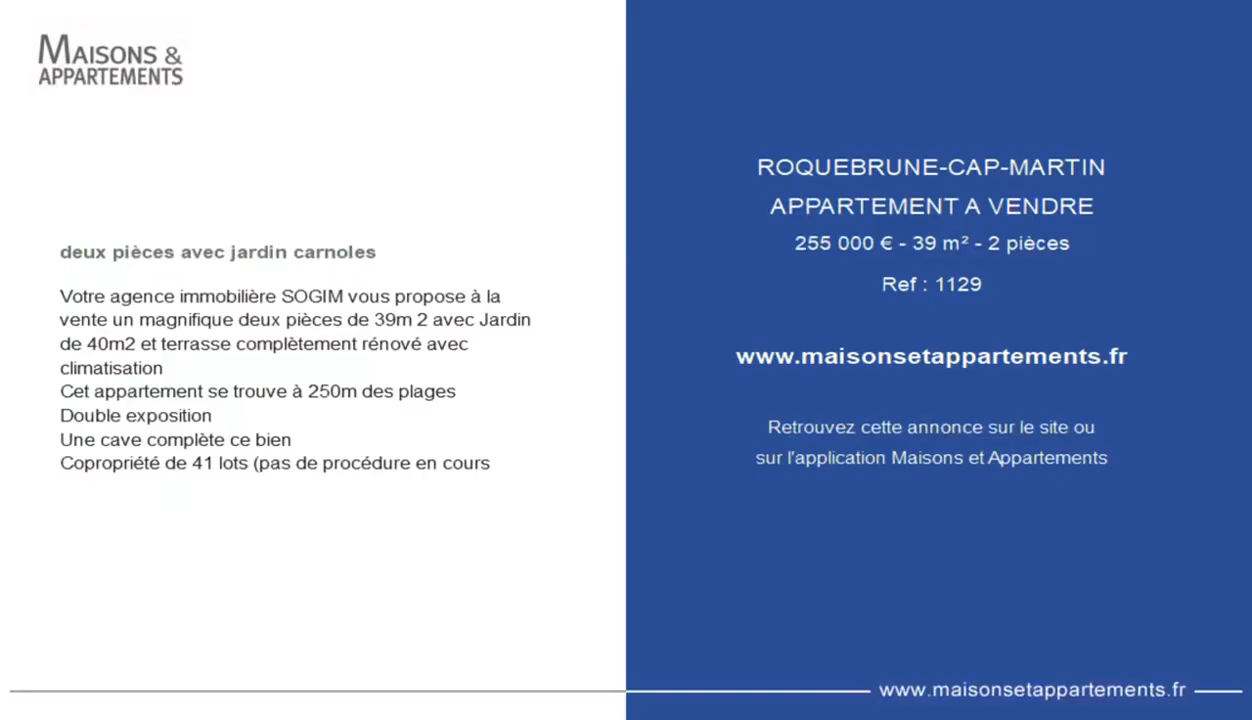 MAISONS &
APPARTEMENTS
deux pièces avec jardin carnoles
Votre agence immobilière SOGIM vous propose à la
vente un magnifique deux pièces de 39m 2 avec Jardin
de 40m2 et terrasse complètement rénové avec
climatisation
Cet appartement se trouve à 250m des plages
Double exposition
Une cave complète ce bien
Copropriété de 41 lots (pas de procédure en cours
ROQUEBRUNE-CAP-MARTIN
APPARTEMENT A VENDRE
255 000 € - 39 m² - 2 pièces
Ref : 1129
www.maisonsetappartements.fr
Retrouvez cette annonce sur le site ou
sur l'application Maisons et Appartements
www.maisonsetappartements.fr